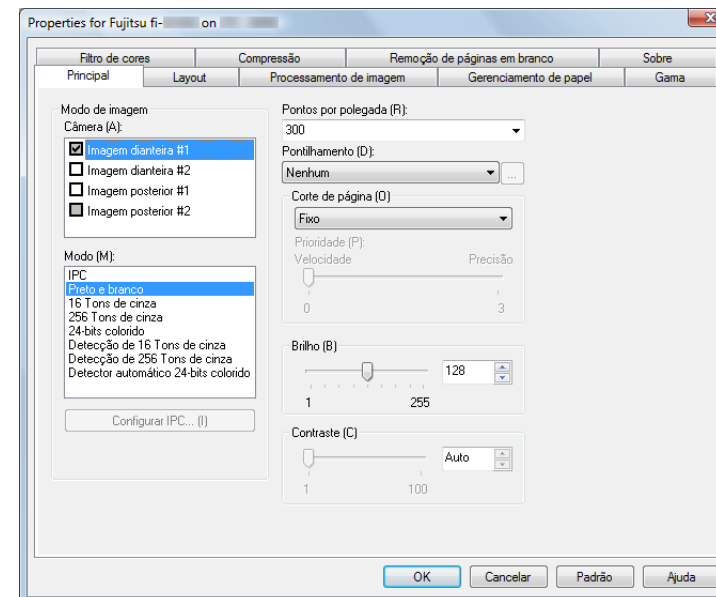 Properties for Fujitsu fi- on
Filtro de cores Compressão Remoção de páginas em branco Sobre
Principal Layout Processamento de imagem Gerenciamento de papel Gama
Modo de imagem
Câmera (A):
Imagem dianteira #1
Imagem dianteira #2
Imagem posterior #1
Imagem posterior #2
Modo (M):
IPC
Preto e branco
16 Tons de cinza
256 Tons de cinza
24-bits colorido
Detecção de 16 Tons de cinza
Detecção de 256 Tons de cinza
Detector automático 24-bits colorido
Configurar IPC... (I)
Pontos por polegada (R):
300
Pontilhamento (D):
Nenhum
...
Corte de página (O)
Fixo
Prioridade (P):
Velocidade Precisão
0 3
Brilho (B)
128
1 255
Contraste (C)
Auto
1 100
OK Cancelar Padrão Ajuda